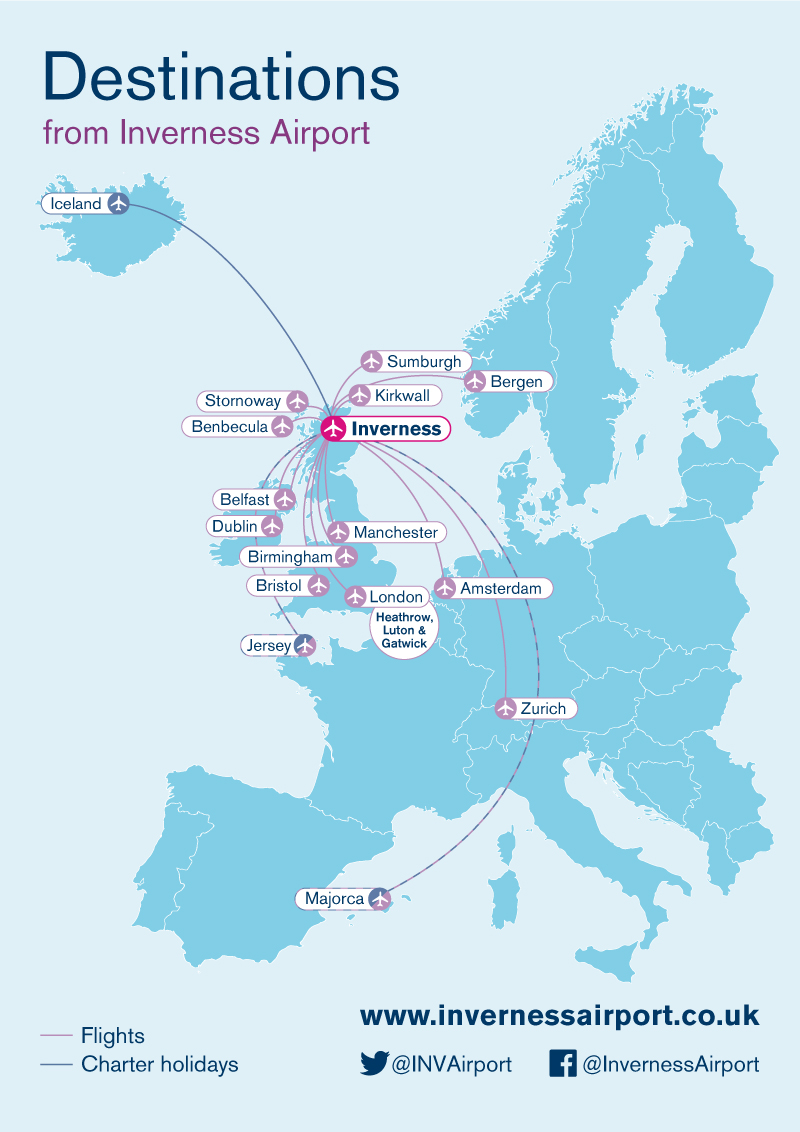 Destinations
from Inverness Airport
Iceland
Sumburgh
Bergen
Kirkwall
Stornoway
Benbecula
Inverness
Belfast
Dublin
Manchester
Birmingham
Bristol
London
Amsterdam
Heathrow,
Luton &
Gatwick
Jersey
Zurich
Majorca
www.invernessairport.co.uk
Flights
Charter holidays
@INVAirport
@InvernessAirport